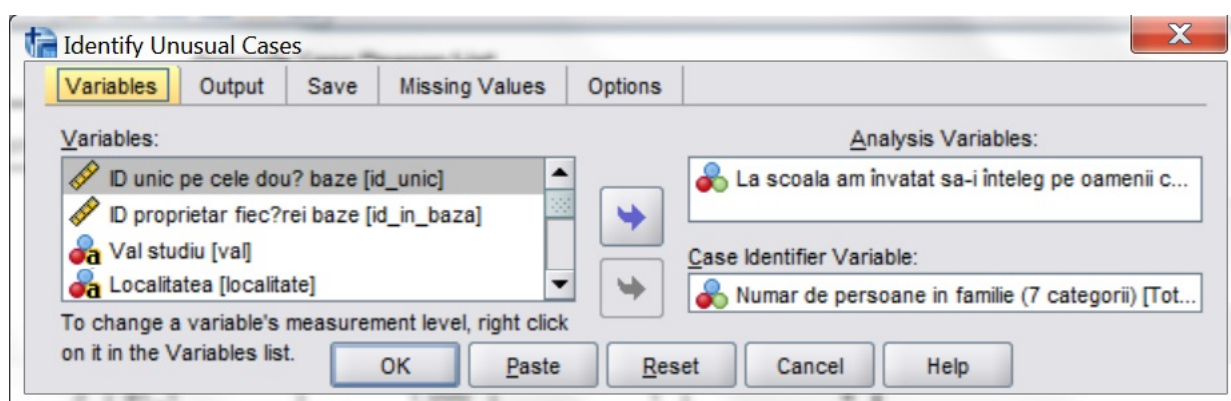 Identify Unusual Cases
X
Variables Output Save Missing Values Options
Variables:
ID unic pe cele dou? baze [id_unic]
ID proprietar fiec?rei baze [id_in_baza]
a Val studiu [val]
a Localitatea [localitate]
To change a variable's measurement level, right click
on it in the Variables list.
Analysis Variables:
La scoala am învatat sa-i înteleg pe oamenii c...
Case Identifier Variable:
Numar de persoane in familie (7 categorii) [Tot...
OK Paste Reset Cancel Help